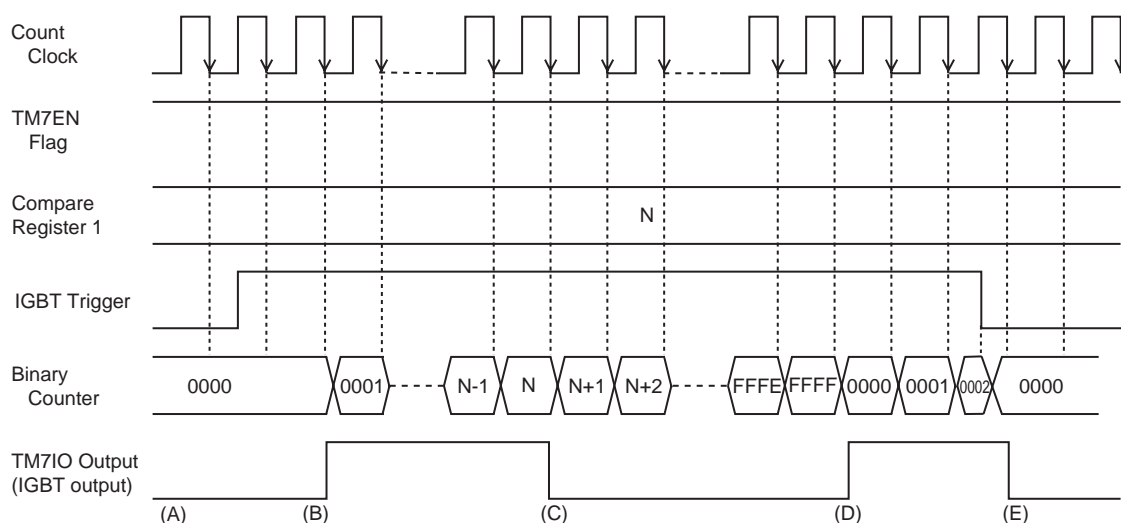 Count
Clock
TM7EN
Flag
Compare
Register 1
N
IGBT Trigger
Binary
Counter
0000 0001 N-1 N N+1 N+2 FFFE FFFF 0000 0001 0002 0000
TM7IO Output
(IGBT output)
(A) (B) (C) (D) (E)